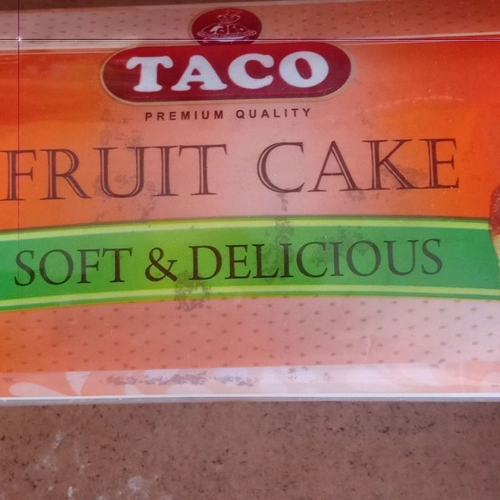 TACO
PREMIUM QUALITY
FRUIT CAKE
SOFT & DELICIOUS